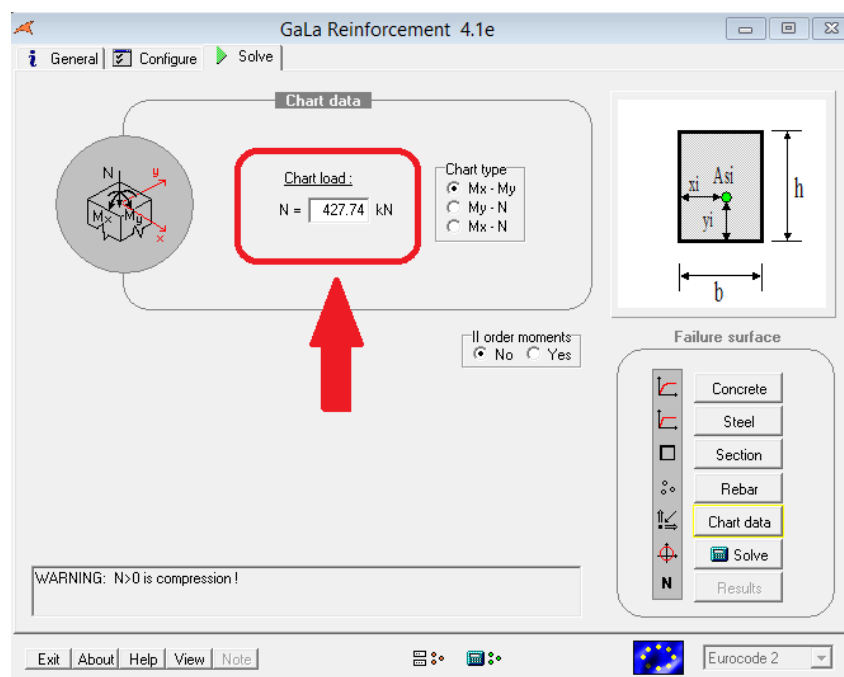 GaLa Reinforcement 4.1e
General Configure Solve
Chart data
N y
Mx My
x
Chart load :
N = 427.74 kN
Chart type
Mx - My
My - N
Mx - N
xi Asi
yi
h
b
II order moments
No Yes
Failure surface
Concrete
Steel
Section
Rebar
Chart data
Solve
N Results
WARNING: N>0 is compression !
Exit About Help View Note
Eurocode 2